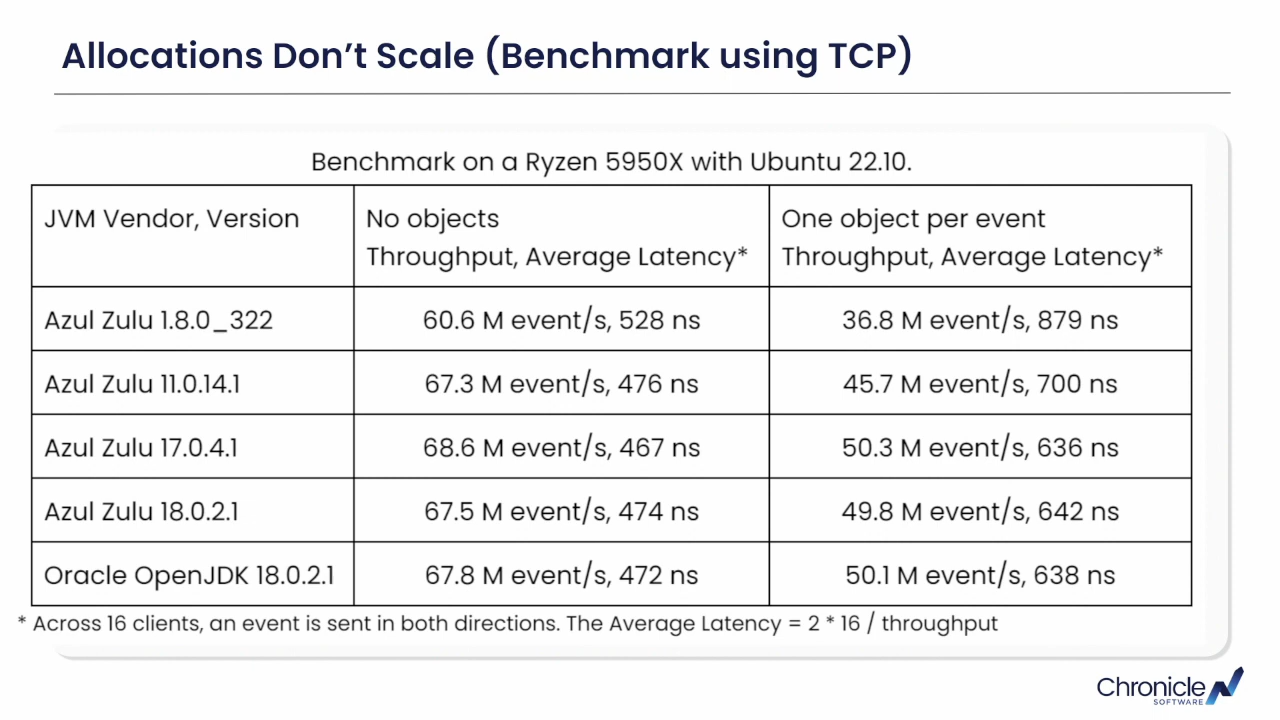 Allocations Don’t Scale (Benchmark using TCP)
Benchmark on a Ryzen 5950X with Ubuntu 22.10.
JVM Vendor, Version
No objects
Throughput, Average Latency*
One object per event
Throughput, Average Latency*
Azul Zulu 1.8.0_322
60.6 M event/s, 528 ns
36.8 M event/s, 879 ns
Azul Zulu 11.0.14.1
67.3 M event/s, 476 ns
45.7 M event/s, 700 ns
Azul Zulu 17.0.4.1
68.6 M event/s, 467 ns
50.3 M event/s, 636 ns
Azul Zulu 18.0.2.1
67.5 M event/s, 474 ns
49.8 M event/s, 642 ns
Oracle OpenJDK 18.0.2.1
67.8 M event/s, 472 ns
50.1 M event/s, 638 ns
* Across 16 clients, an event is sent in both directions. The Average Latency = 2 * 16 / throughput
Chronicle
SOFTWARE